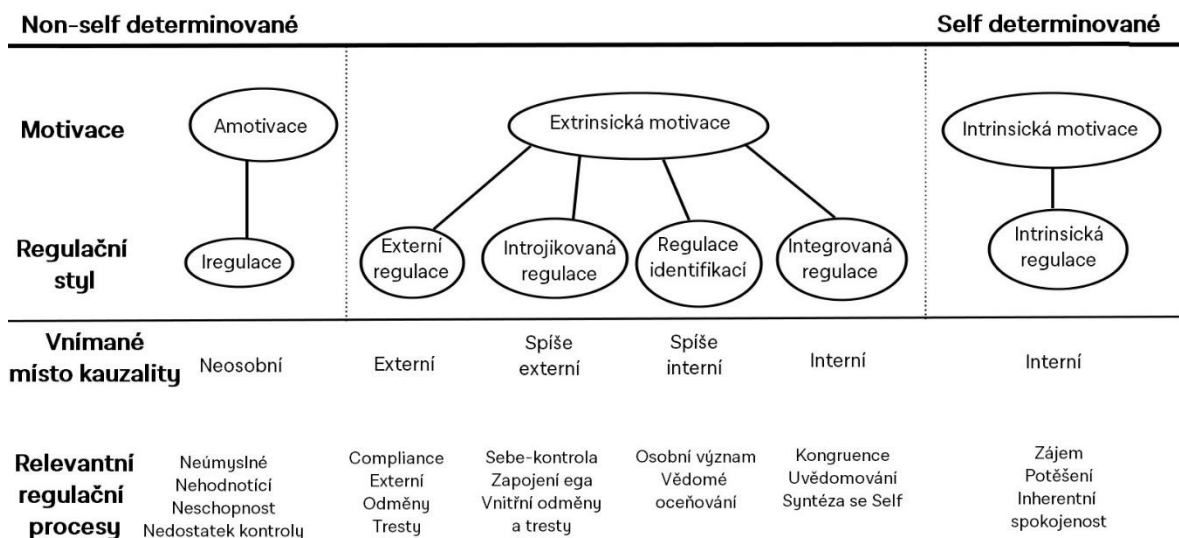 Non-self determinované
Self determinované
Motivace
Amotivace
Extrinsická motivace
Intrinsická motivace
Regulační
styl
Iregulace
Externí
regulace
Introjikovaná
regulace
Regulace
identifikací
Integrovaná
regulace
Intrinsická
regulace
Vnímané
místo kauzality
Neosobní
Externí
Spíše
externí
Spíše
interní
Interní
Interní
Relevantní
regulační
procesy
Neúmyslné
Nehodnotící
Neschopnost
Nedostatek kontroly
Compliance
Externí
Odměny
Tresty
Sebe-kontrola
Zapojení ega
Vnitřní odměny
a tresty
Osobní význam
Vědomé
oceňování
Kongruence
Uvědomování
Syntéza se Self
Zájem
Potěšení
Inherentní
spokojenost